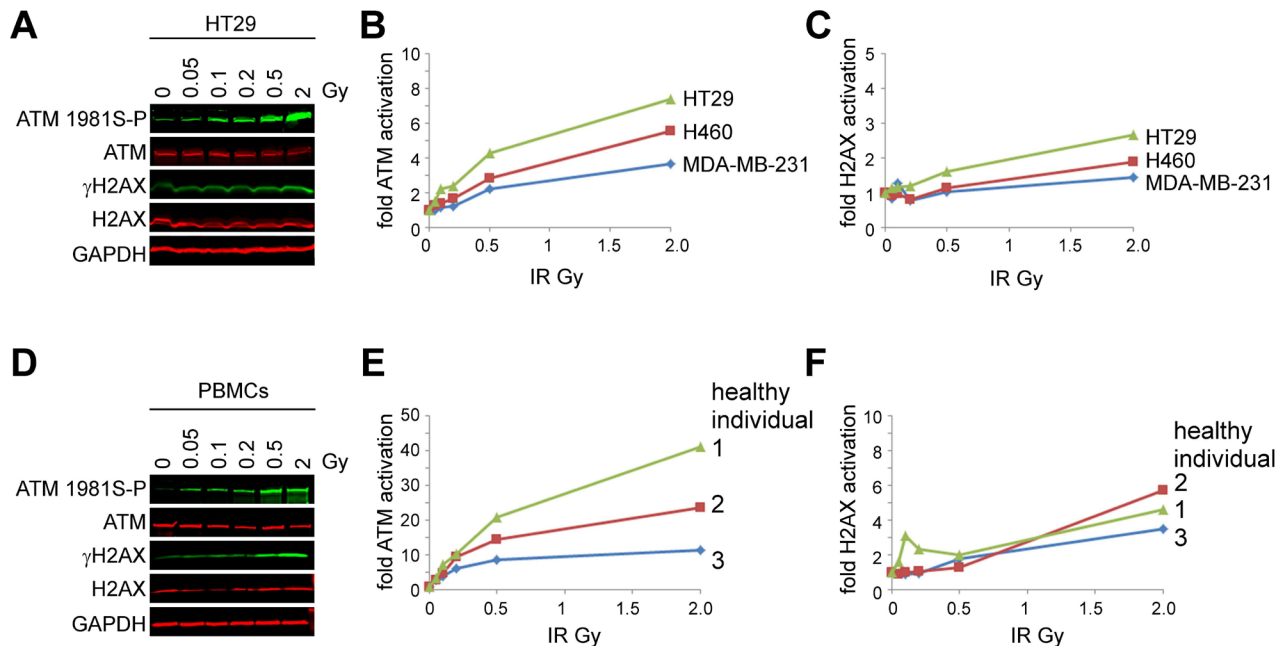 A
HT29
0 0.05 0.1 0.2 0.5 2 Gy
ATM 1981S-P
ATM
γH2AX
H2AX
GAPDH
B
fold ATM activation
10
8
6
4
2
0
HT29
H460
MDA-MB-231
0 0.5 1 1.5 2.0
IR Gy
C
fold H2AX activation
5
4
3
2
1
0
HT29
H460
MDA-MB-231
0 0.5 1 1.5 2.0
IR Gy
D
PBMCs
0 0.05 0.1 0.2 0.5 2 Gy
ATM 1981S-P
ATM
γH2AX
H2AX
GAPDH
E
fold ATM activation
50
40
30
20
10
0
healthy
individual
1
2
3
0 0.5 1 1.5 2.0
IR Gy
F
fold H2AX activation
10
8
6
4
2
0
healthy
individual
2
1
3
0 0.5 1 1.5 2.0
IR Gy